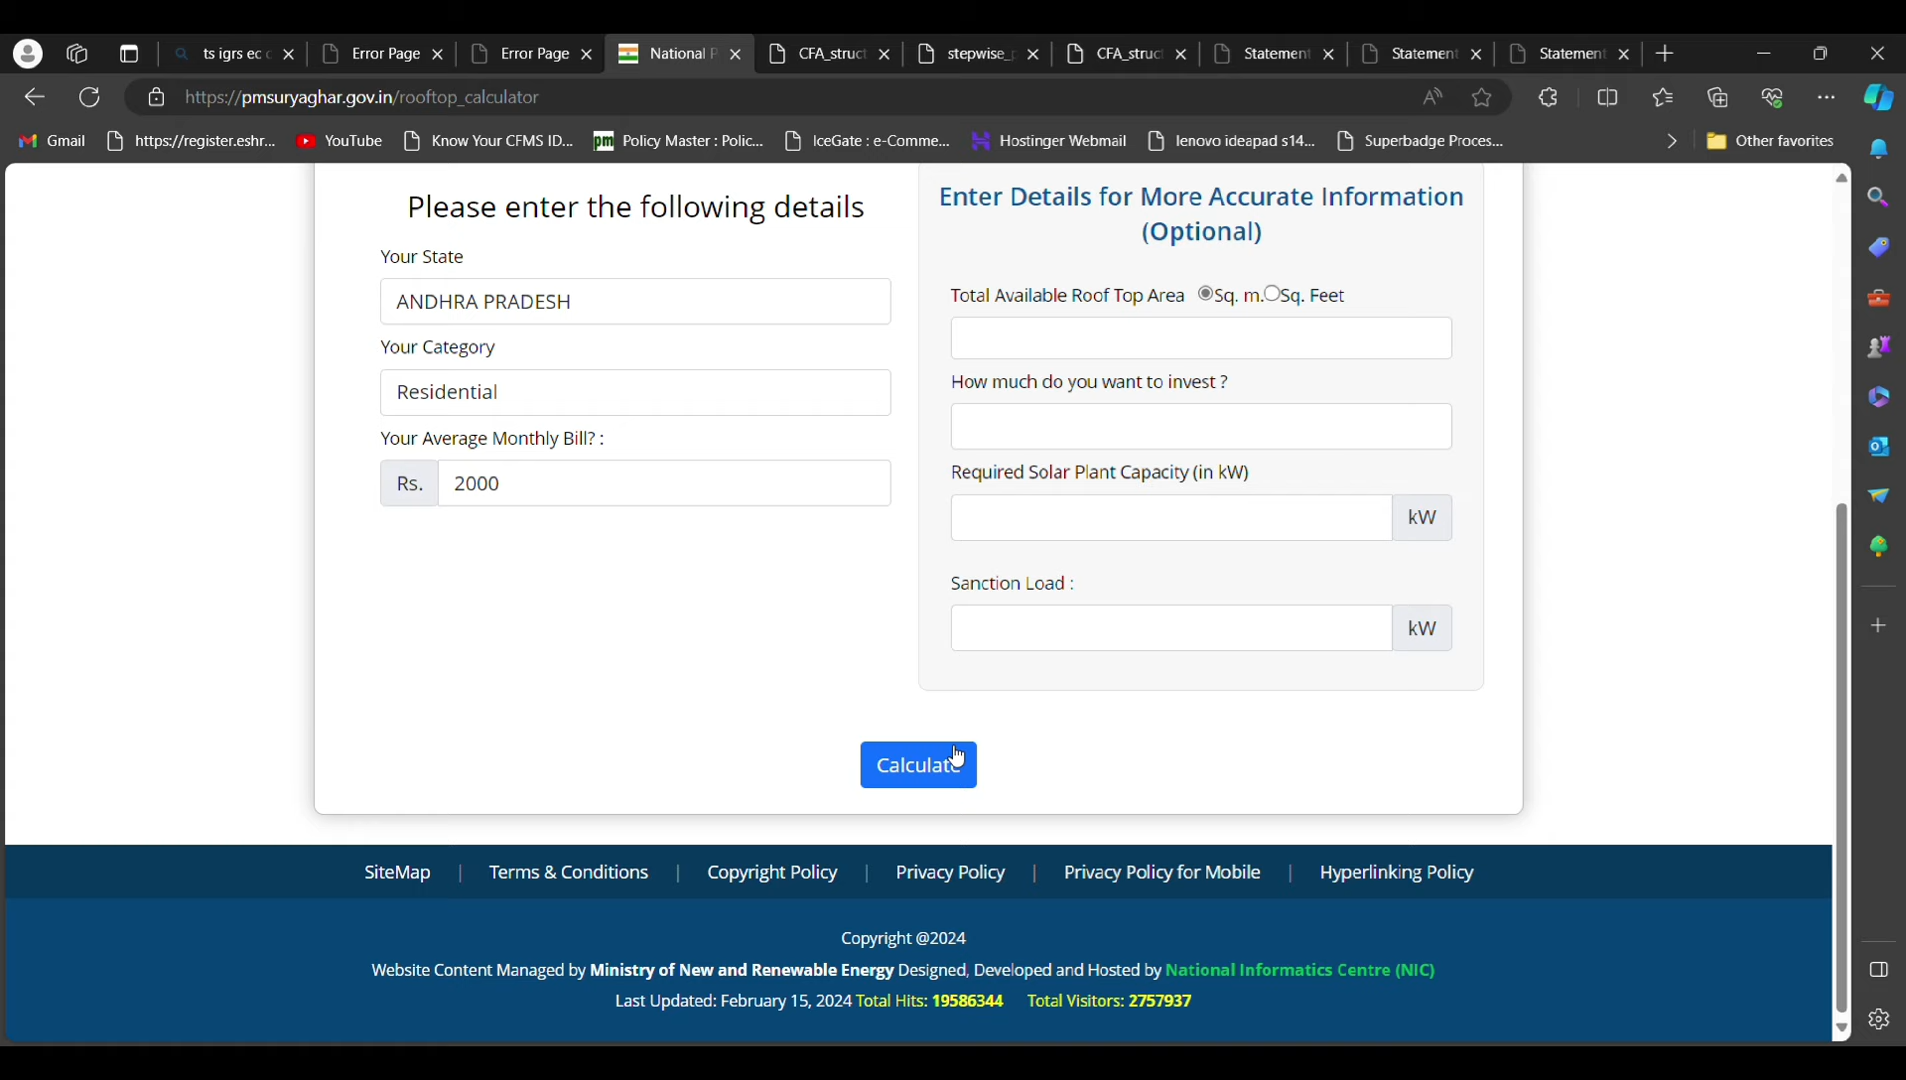 ts igrs ec c
Error Page
Error Page
National P
CFA_struct
stepwise_
CFA_struct
Statement
Statement
Statement
https://pmsuryaghar.gov.in/rooftop_calculator
Gmail
https://register.eshr...
YouTube
Know Your CFMS ID...
pm Policy Master : Polic...
IceGate : e-Comme...
Hostinger Webmail
lenovo ideapad s14...
Superbadge Proces...
Other favorites
Please enter the following details
Your State
ANDHRA PRADESH
Your Category
Residential
Your Average Monthly Bill? :
Rs. 2000
Enter Details for More Accurate Information
(Optional)
Total Available Roof Top Area Sq. m. Sq. Feet
How much do you want to invest ?
Required Solar Plant Capacity (in kW)
kW
Sanction Load :
kW
Calculate
SiteMap | Terms & Conditions | Copyright Policy | Privacy Policy | Privacy Policy for Mobile | Hyperlinking Policy
Copyright @2024
Website Content Managed by Ministry of New and Renewable Energy Designed, Developed and Hosted by National Informatics Centre (NIC)
Last Updated: February 15, 2024 Total Hits: 19586344 Total Visitors: 2757937